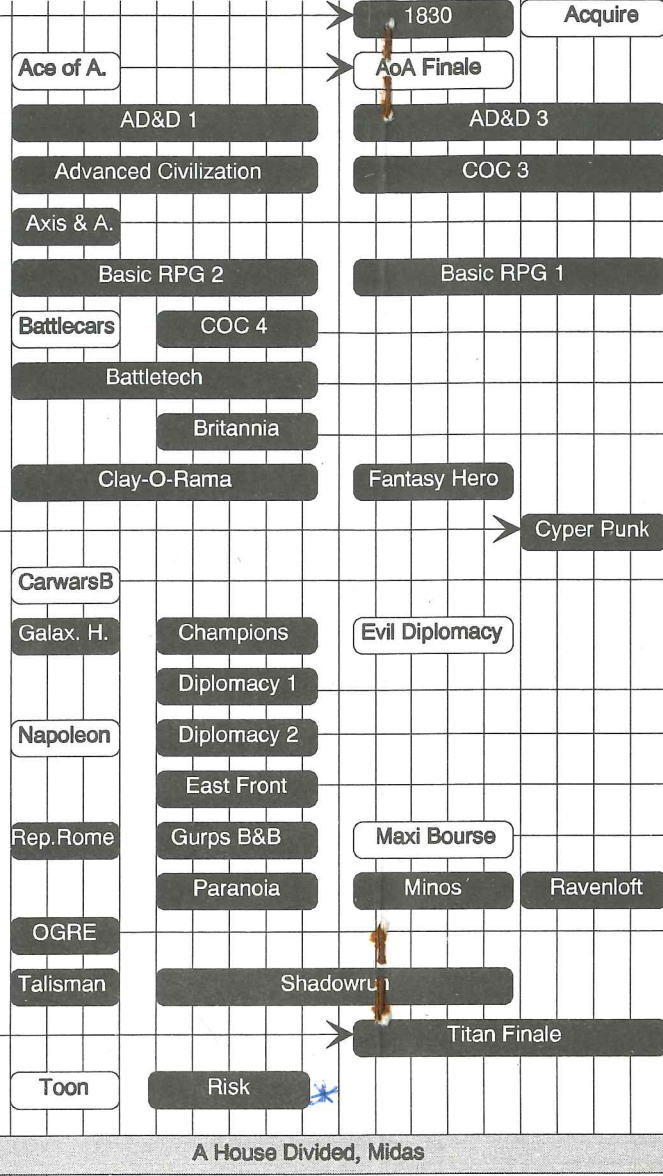 1830 Acquire
Ace of A. AoA Finale
AD&D 1 AD&D 3
Advanced Civilization COC 3
Axis & A.
Basic RPG 2 Basic RPG 1
Battlecars COC 4
Battletech
Britannia
Clay-O-Rama Fantasy Hero
Cyper Punk
CarwarsB
Galax. H. Champions Evil Diplomacy
Diplomacy 1
Napoleon Diplomacy 2
East Front
Rep.Rome Gurps B&B Maxi Bourse
Paranoia Minos Ravenloft
OGRE
Talisman Shadowrun
Titan Finale
Toon Risk
A House Divided, Midas